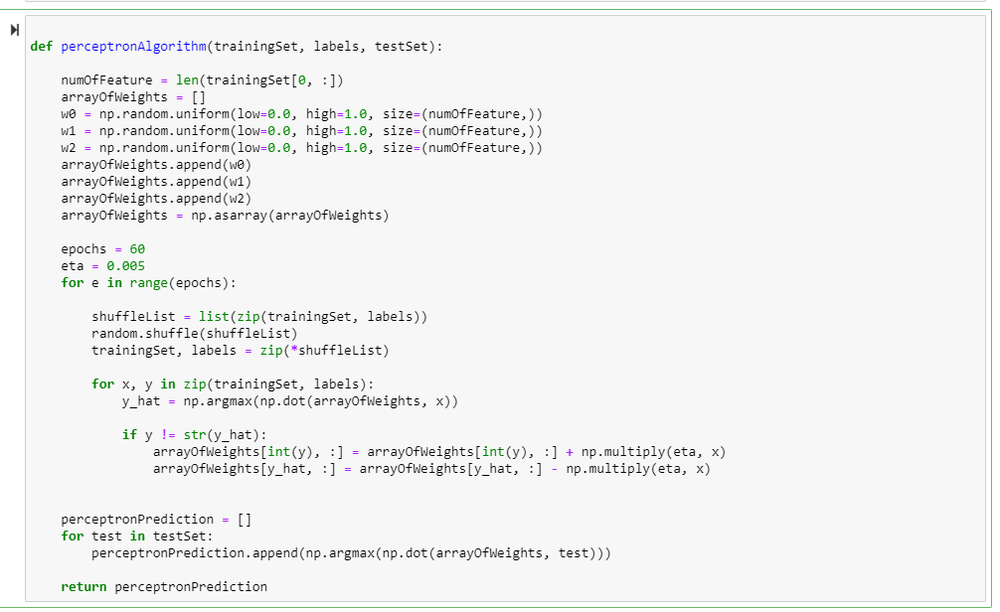 def perceptronAlgorithm(trainingSet, labels, testSet):
    numOfFeature = len(trainingSet[0, :])
    arrayOfWeights = []
    w0 = np.random.uniform(low=0.0, high=1.0, size=(numOfFeature,))
    w1 = np.random.uniform(low=0.0, high=1.0, size=(numOfFeature,))
    w2 = np.random.uniform(low=0.0, high=1.0, size=(numOfFeature,))
    arrayOfWeights.append(w0)
    arrayOfWeights.append(w1)
    arrayOfWeights.append(w2)
    arrayOfWeights = np.asarray(arrayOfWeights)
    epochs = 60
    eta = 0.005
    for e in range(epochs):
        shuffleList = list(zip(trainingSet, labels))
        random.shuffle(shuffleList)
        trainingSet, labels = zip(*shuffleList)
        for x, y in zip(trainingSet, labels):
            y_hat = np.argmax(np.dot(arrayOfWeights, x))
            if y != str(y_hat):
                arrayOfWeights[int(y), :] = arrayOfWeights[int(y), :] + np.multiply(eta, x)
                arrayOfWeights[y_hat, :] = arrayOfWeights[y_hat, :] - np.multiply(eta, x)
    perceptronPrediction = []
    for test in testSet:
        perceptronPrediction.append(np.argmax(np.dot(arrayOfWeights, test)))
    return perceptronPrediction